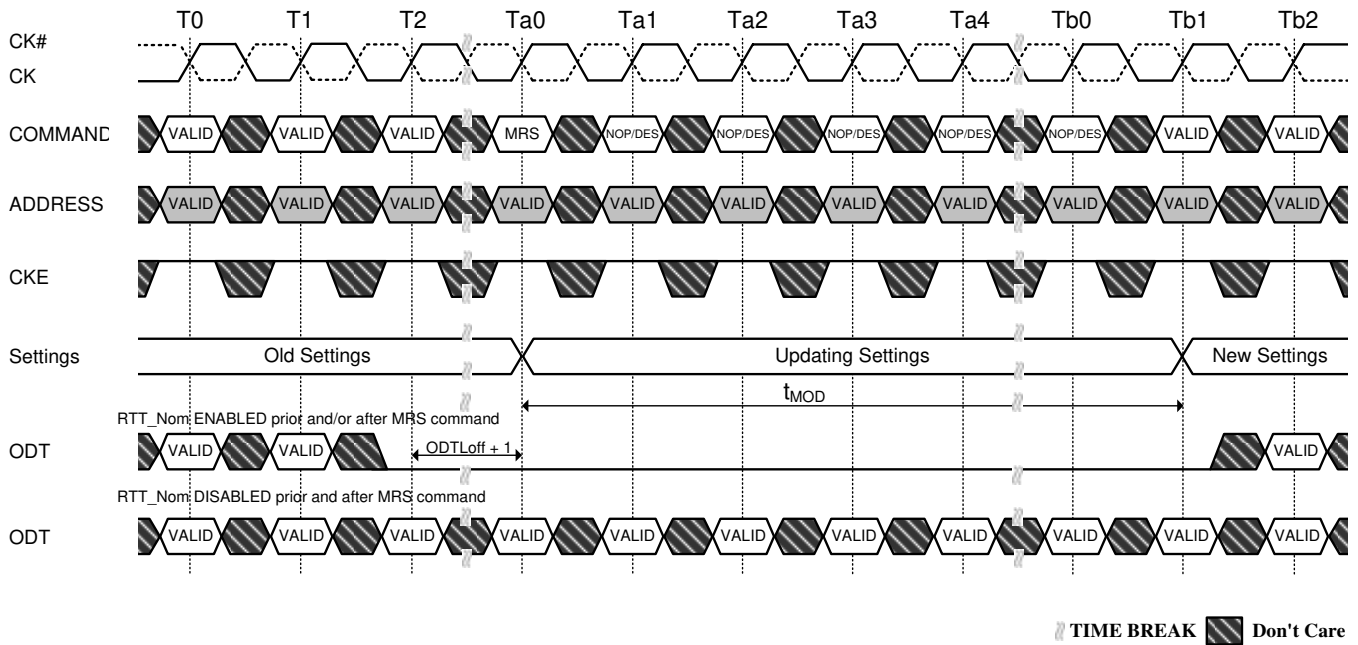 T0 T1 T2 Ta0 Ta1 Ta2 Ta3 Ta4 Tb0 Tb1 Tb2
CK#
CK
COMMAND VALID VALID VALID MRS NOP/DES NOP/DES NOP/DES NOP/DES NOP/DES VALID VALID
ADDRESS VALID VALID VALID VALID VALID VALID VALID VALID VALID VALID VALID
CKE
Settings Old Settings Updating Settings New Settings
tMOD
RTT_Nom ENABLED prior and/or after MRS command
ODT VALID VALID ODTLoff + 1 VALID
RTT_Nom DISABLED prior and after MRS command
ODT VALID VALID VALID VALID VALID VALID VALID VALID VALID VALID VALID
TIME BREAK Don't Care